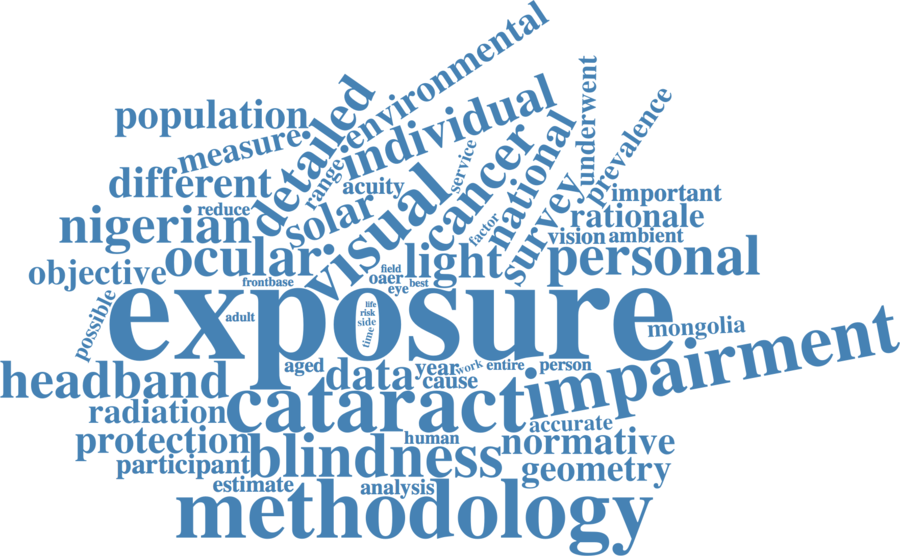 environmental
population
detailed
individual
underwent
measure
prevalence
service
cancer
national
range
acuity
different
important
reduce
solar
visual
factor
survey
nigerian
rationale
vision
ambient
ocular
light
personal
objective
field
oaer
best
frontbase
eye
exposure
possible
adult
life
risk
side
time
mongolia
impairment
aged
data
year
work
entire
person
headband
cause
cataract
radiation
accurate
protection
human
normative
participant
blindness
geometry
estimate
analysis
methodology